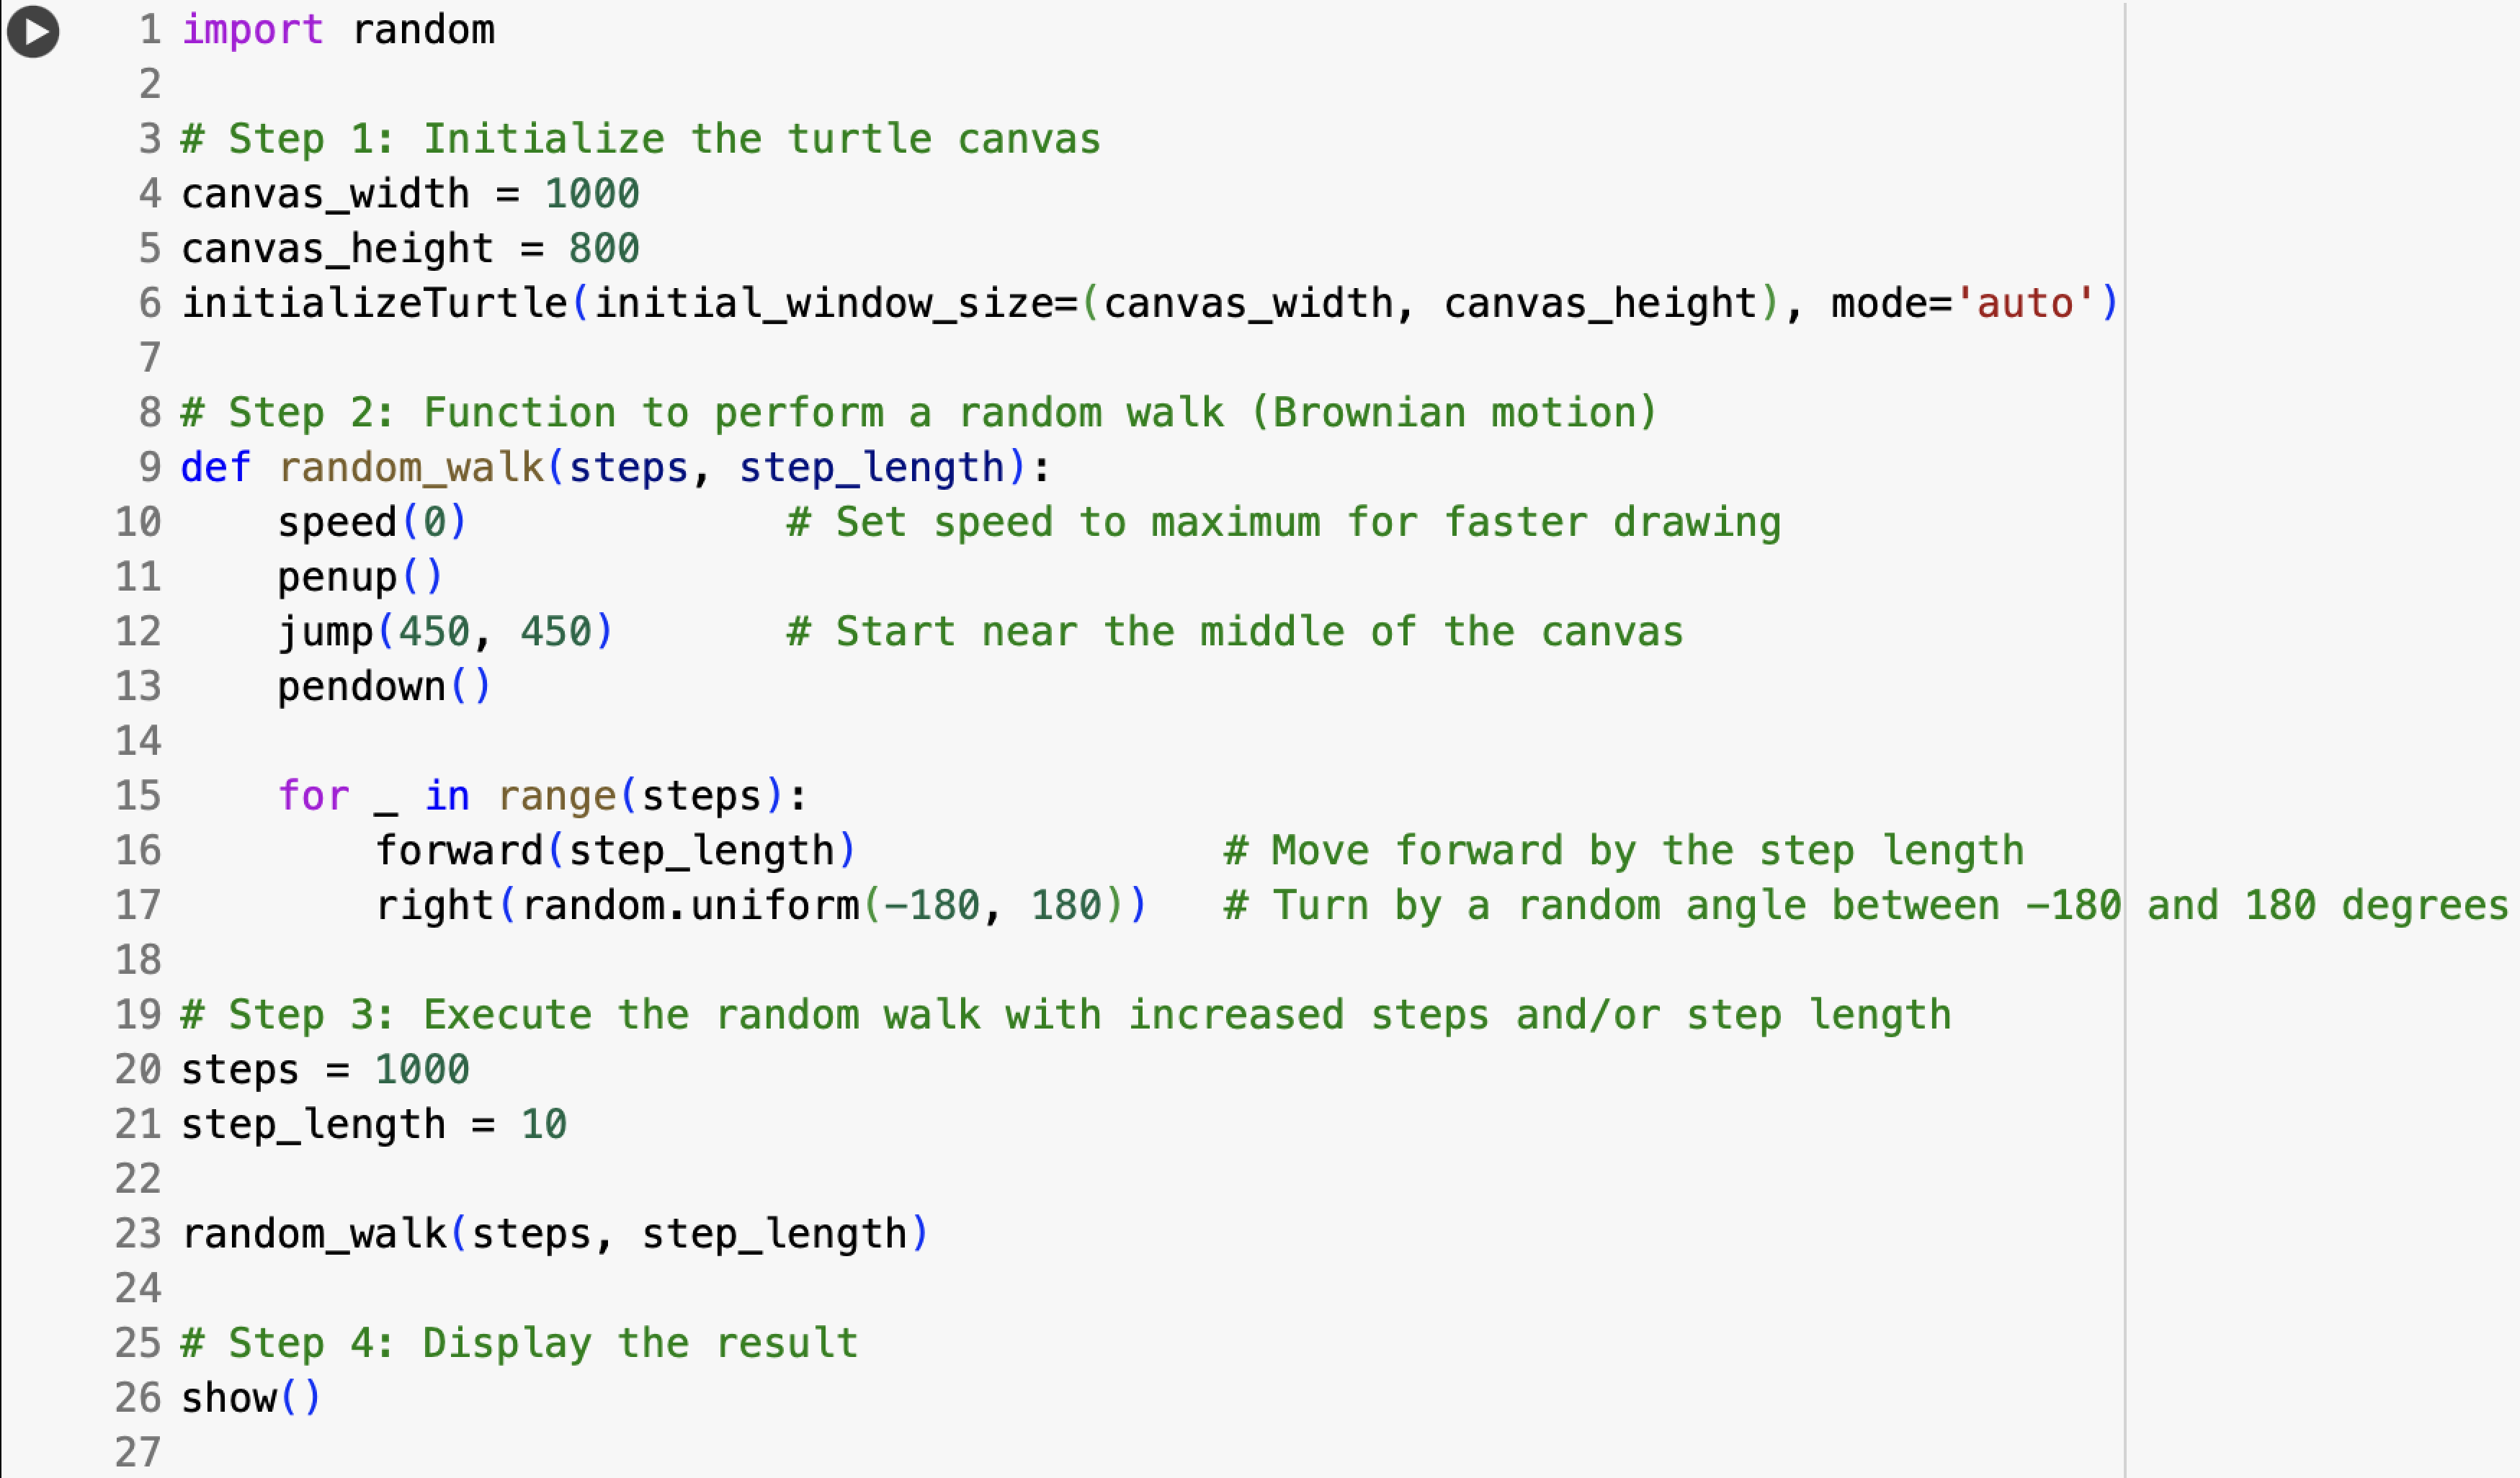 1 import random
2
3 # Step 1: Initialize the turtle canvas
4 canvas_width = 1000
5 canvas_height = 800
6 initializeTurtle(initial_window_size=(canvas_width, canvas_height), mode='auto')
7
8 # Step 2: Function to perform a random walk (Brownian motion)
9 def random_walk(steps, step_length):
10     speed(0)             # Set speed to maximum for faster drawing
11     penup()
12     jump(450, 450)       # Start near the middle of the canvas
13     pendown()
14
15     for _ in range(steps):
16         forward(step_length)               # Move forward by the step length
17         right(random.uniform(-180, 180))   # Turn by a random angle between -180 and 180 degrees
18
19 # Step 3: Execute the random walk with increased steps and/or step length
20 steps = 1000
21 step_length = 10
22
23 random_walk(steps, step_length)
24
25 # Step 4: Display the result
26 show()
27